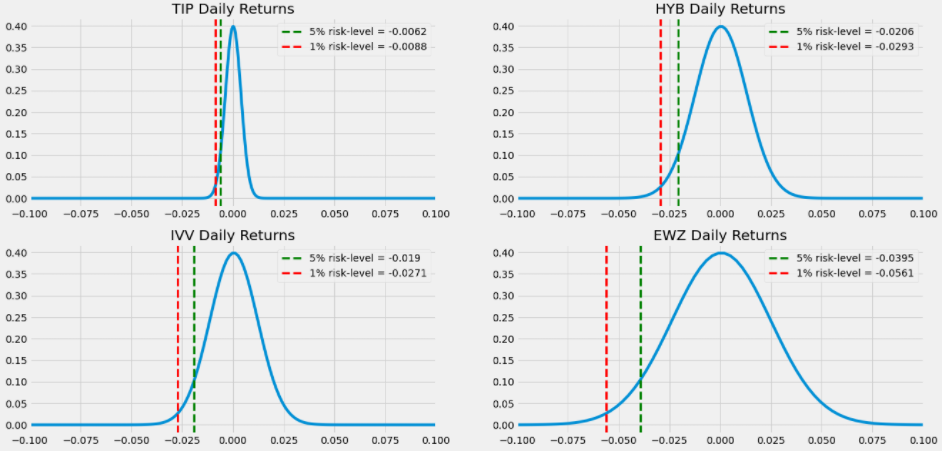 TIP Daily Returns
0.40
0.35
0.30
0.25
0.20
0.15
0.10
0.05
0.00
5% risk-level = -0.0062
1% risk-level = -0.0088
−0.100 −0.075 −0.050 −0.025 0.000 0.025 0.050 0.075 0.100
HYB Daily Returns
0.40
0.35
0.30
0.25
0.20
0.15
0.10
0.05
0.00
5% risk-level = -0.0206
1% risk-level = -0.0293
−0.100 −0.075 −0.050 −0.025 0.000 0.025 0.050 0.075 0.100
IVV Daily Returns
0.40
0.35
0.30
0.25
0.20
0.15
0.10
0.05
0.00
5% risk-level = -0.019
1% risk-level = -0.0271
−0.100 −0.075 −0.050 −0.025 0.000 0.025 0.050 0.075 0.100
EWZ Daily Returns
0.40
0.35
0.30
0.25
0.20
0.15
0.10
0.05
0.00
5% risk-level = -0.0395
1% risk-level = -0.0561
−0.100 −0.075 −0.050 −0.025 0.000 0.025 0.050 0.075 0.100